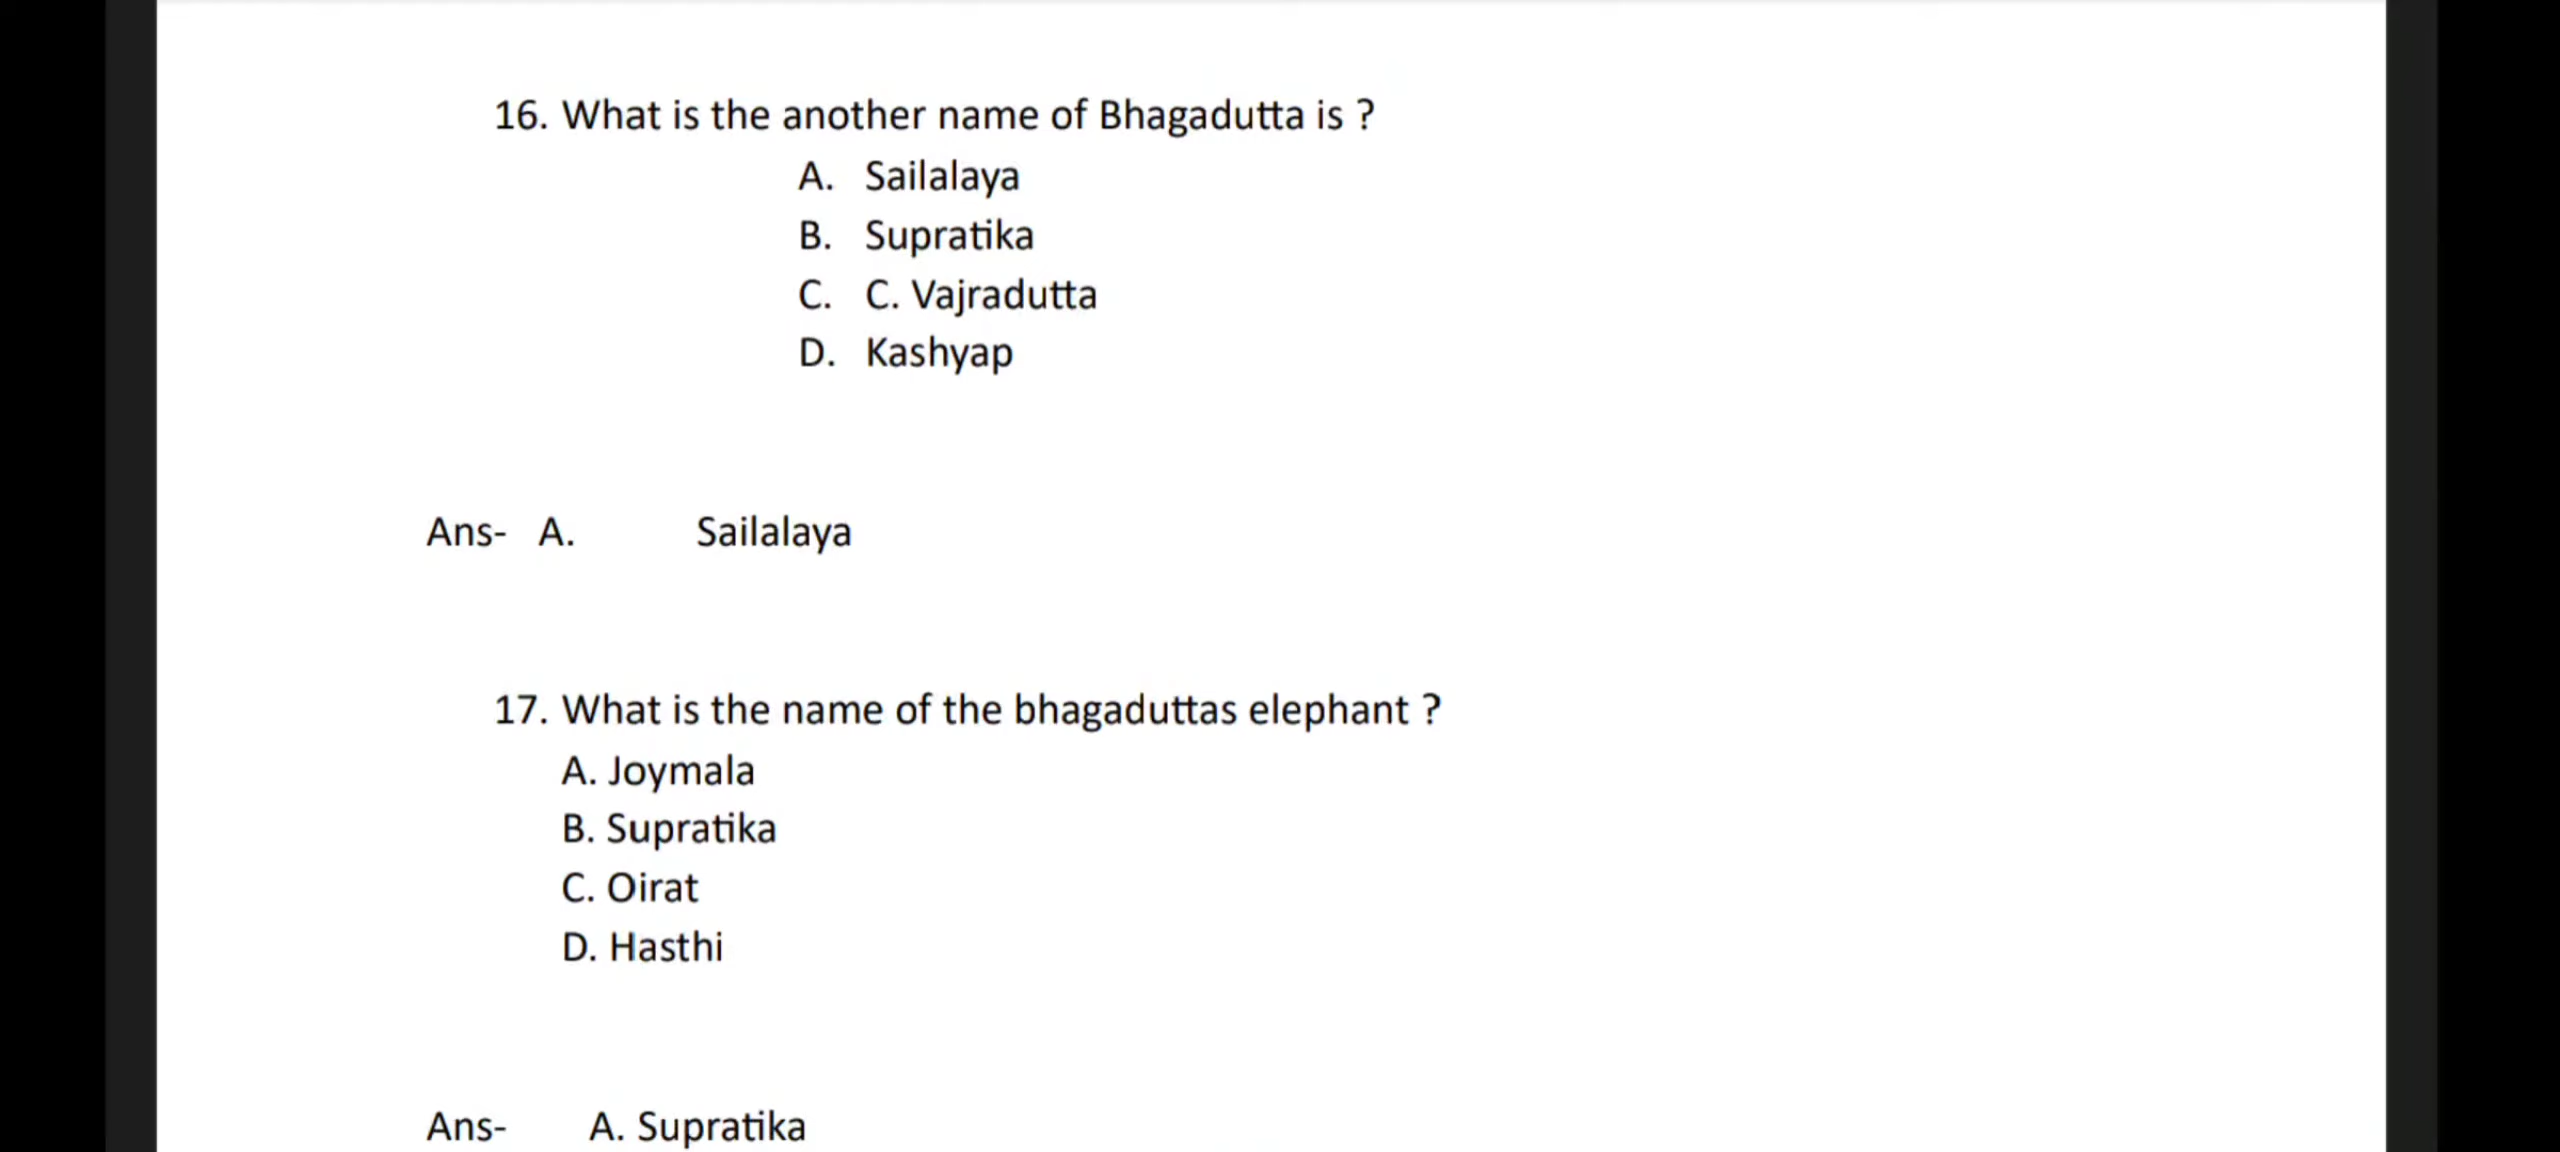 16. What is the another name of Bhagadutta is ?
A. Sailalaya
B. Supratika
C. C. Vajradutta
D. Kashyap
Ans- A. Sailalaya
17. What is the name of the bhagaduttas elephant ?
A. Joymala
B. Supratika
C. Oirat
D. Hasthi
Ans- A. Supratika